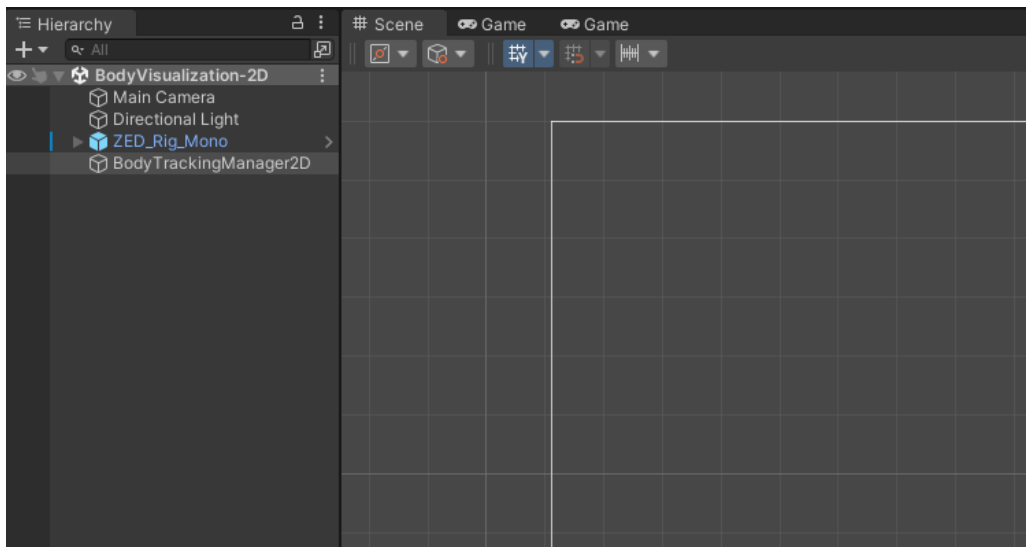 Hierarchy
All
BodyVisualization-2D
Main Camera
Directional Light
ZED_Rig_Mono
BodyTrackingManager2D
Scene
Game
Game